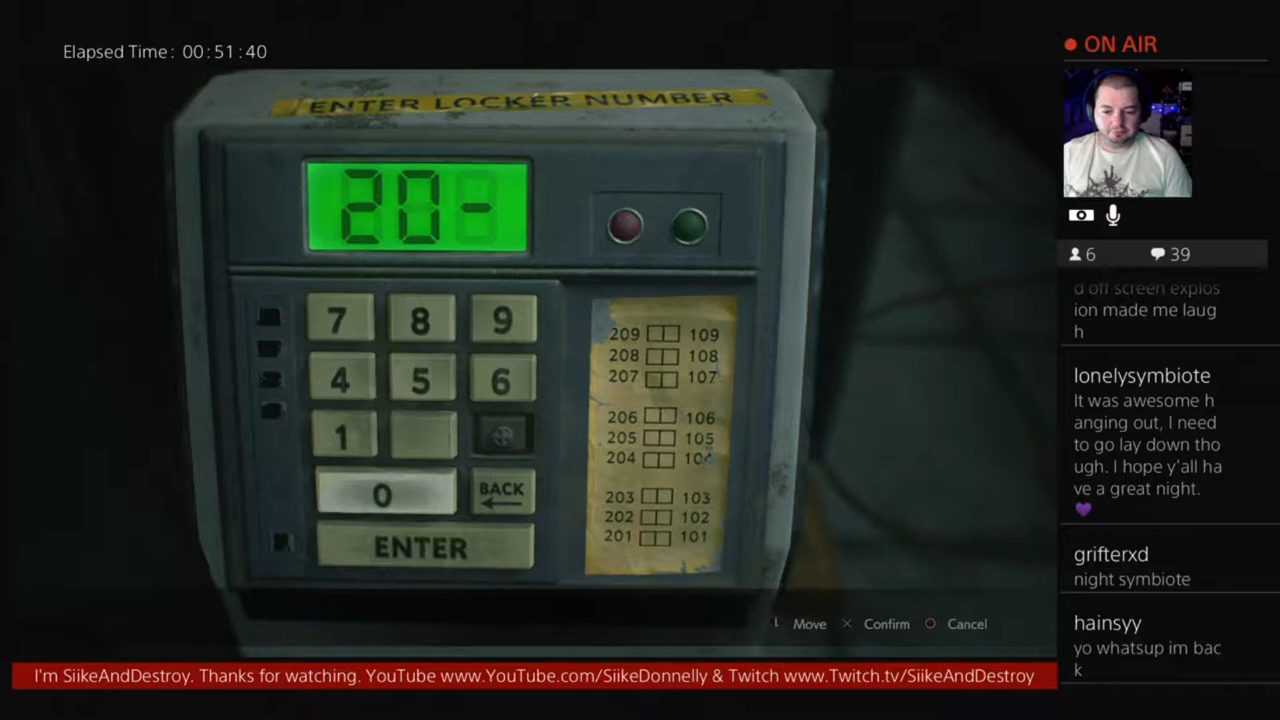 Elapsed Time: 00:51:40
ENTER LOCKER NUMBER
20-
7 8 9
4 5 6
1
0 BACK
ENTER
209 109
208 108
207 107
206 106
205 105
204 104
203 103
202 102
201 101
Move Confirm Cancel
ON AIR
6 39
d off screen explos
ion made me laug
h
lonelysymbiote
It was awesome h
anging out, I need
to go lay down tho
ugh. I hope y'all ha
ve a great night.
💜
grifterxd
night symbiote
hainsyy
yo whatsup im bac
k
I'm SiikeAndDestroy. Thanks for watching. YouTube www.YouTube.com/SiikeDonnelly & Twitch www.Twitch.tv/SiikeAndDestroy